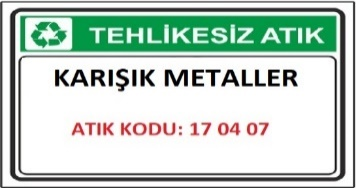 TEHLİKESİZ ATIK
KARIŞIK METALLER
ATIK KODU: 17 04 07